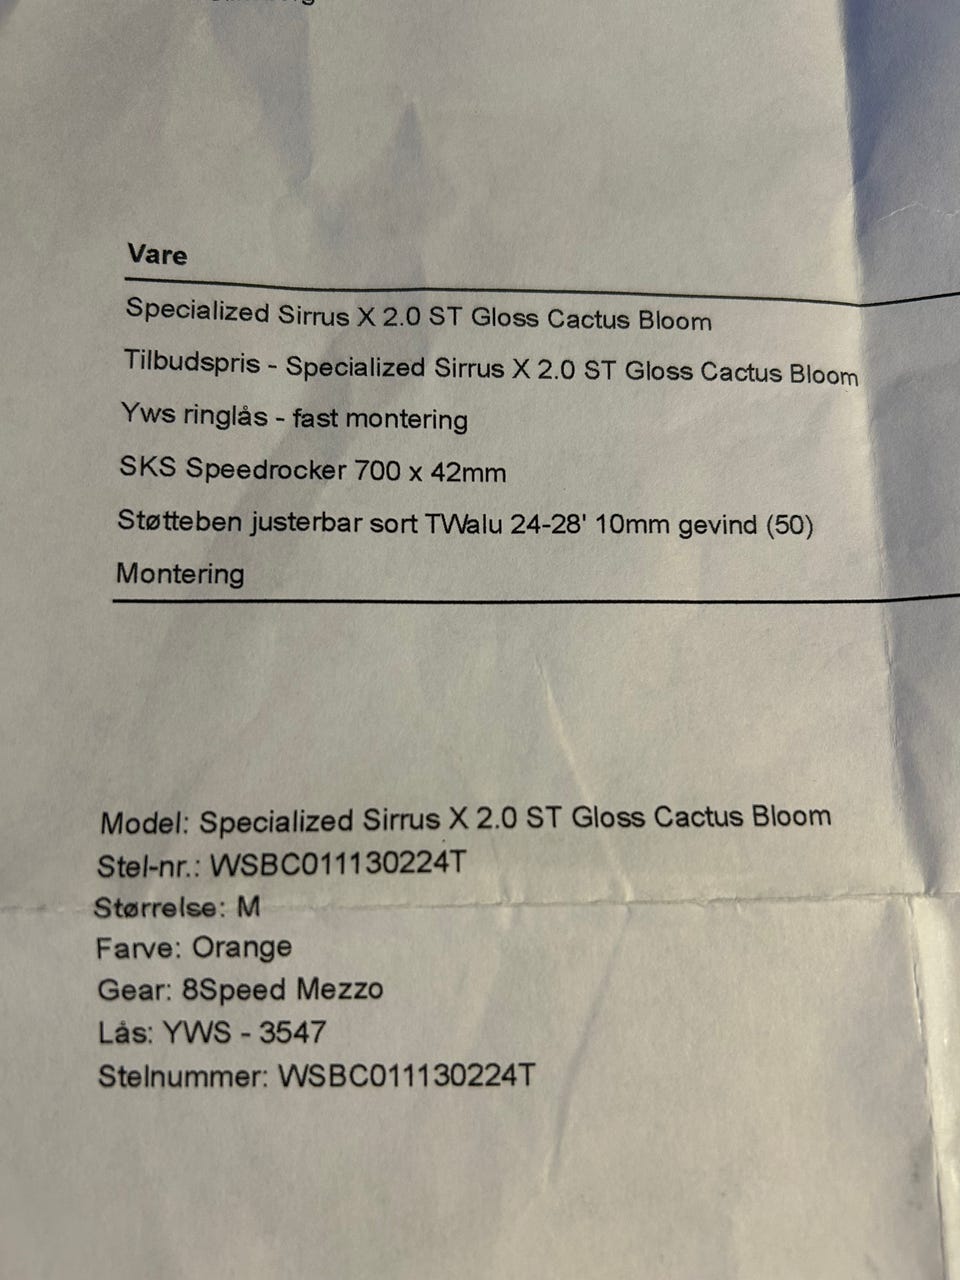 Vare
Specialized Sirrus X 2.0 ST Gloss Cactus Bloom
Tilbudspris - Specialized Sirrus X 2.0 ST Gloss Cactus Bloom
Yws ringlås - fast montering
SKS Speedrocker 700 x 42mm
Støtteben justerbar sort TWalu 24-28' 10mm gevind (50)
Montering
Model: Specialized Sirrus X 2.0 ST Gloss Cactus Bloom
Stel-nr.: WSBC011130224T
Størrelse: M
Farve: Orange
Gear: 8Speed Mezzo
Lås: YWS - 3547
Stelnummer: WSBC011130224T